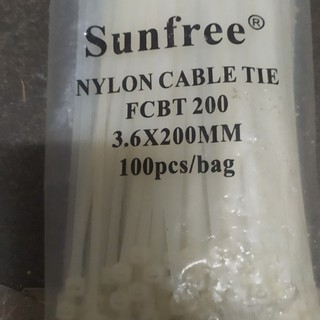 Sunfree®
NYLON CABLE TIE
FCBT 200
3.6X200MM
100pcs/bag